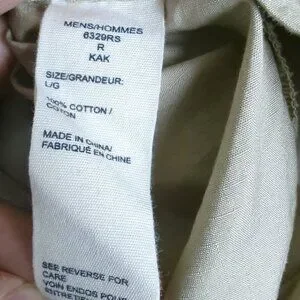 MENS/HOMMES
6329RS
R
KAK
SIZE/GRANDEUR:
L/G
100% COTTON/
COTON
MADE IN CHINA/
FABRIQUÉ EN CHINE
SEE REVERSE FOR
CARE
VOIR ENDOS POUR